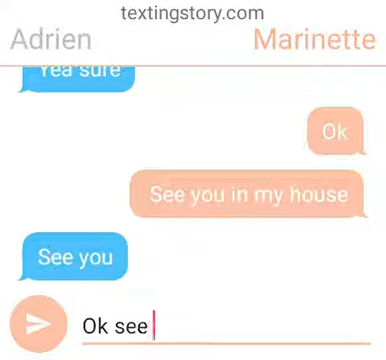 textingstory.com
Adrien Marinette
Yea sure
Ok
See you in my house
See you
Ok see